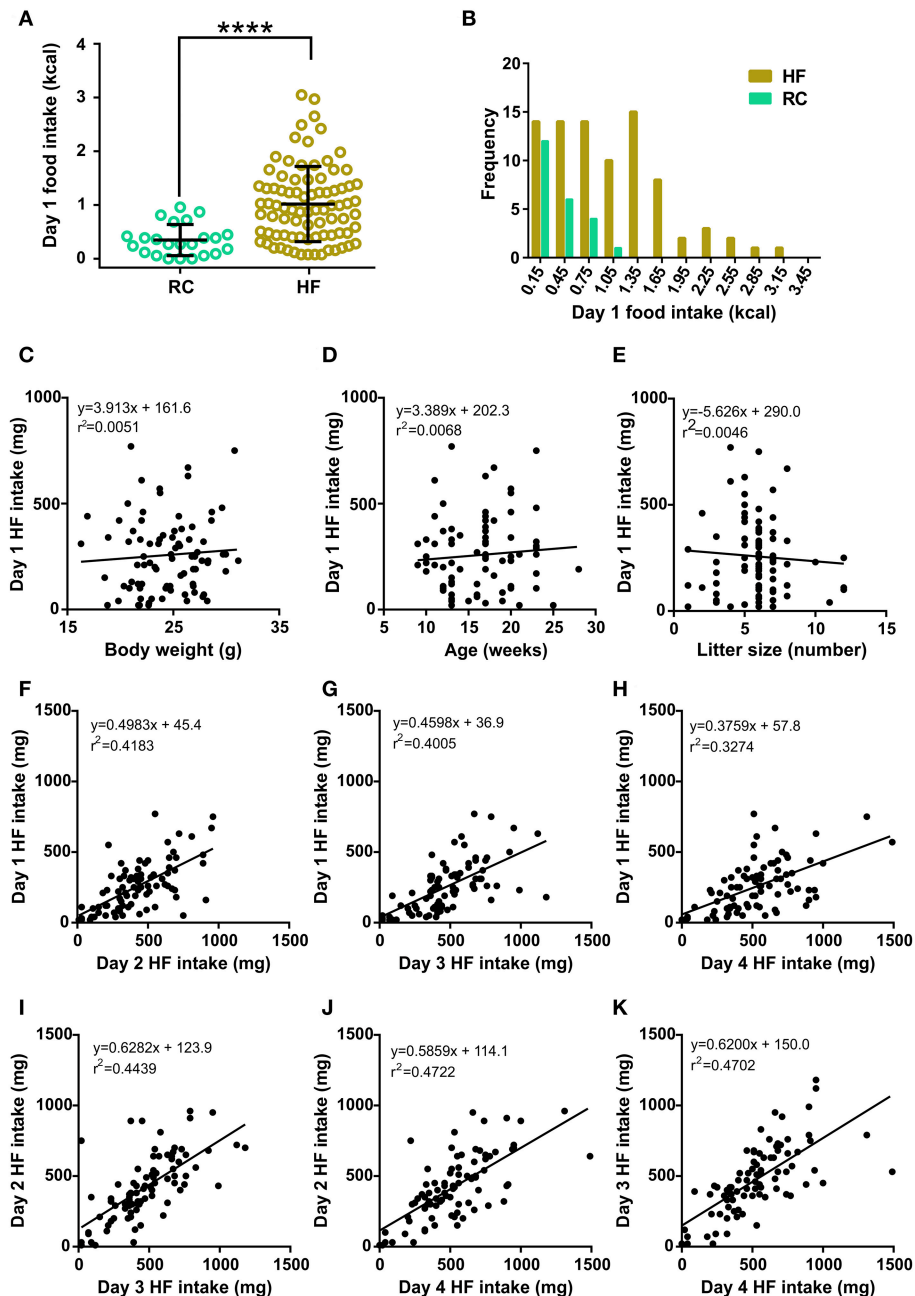 A
Day 1 food intake (kcal)
4
3
2
1
0
****
RC
HF
B
Frequency
20
15
10
5
0
HF
RC
0.15
0.45
0.75
1.05
1.35
1.65
1.95
2.25
2.55
2.85
3.15
3.45
Day 1 food intake (kcal)
C
Day 1 HF intake (mg)
1000
500
0
y=3.913x + 161.6
r²=0.0051
15
25
35
Body weight (g)
D
Day 1 HF intake (mg)
1000
500
0
y=3.389x + 202.3
r²=0.0068
5
10
15
20
25
30
Age (weeks)
E
Day 1 HF intake (mg)
1000
500
0
y=-5.626x + 290.0
r²=0.0046
0
5
10
15
Litter size (number)
F
Day 1 HF intake (mg)
1500
1000
500
0
y=0.4983x + 45.4
r²=0.4183
0
500
1000
1500
Day 2 HF intake (mg)
G
Day 1 HF intake (mg)
1500
1000
500
0
y=0.4598x + 36.9
r²=0.4005
0
500
1000
1500
Day 3 HF intake (mg)
H
Day 1 HF intake (mg)
1500
1000
500
0
y=0.3759x + 57.8
r²=0.3274
0
500
1000
1500
Day 4 HF intake (mg)
I
Day 2 HF intake (mg)
1500
1000
500
0
y=0.6282x + 123.9
r²=0.4439
0
500
1000
1500
Day 3 HF intake (mg)
J
Day 2 HF intake (mg)
1500
1000
500
0
y=0.5859x + 114.1
r²=0.4722
0
500
1000
1500
Day 4 HF intake (mg)
K
Day 3 HF intake (mg)
1500
1000
500
0
y=0.6200x + 150.0
r²=0.4702
0
500
1000
1500
Day 4 HF intake (mg)